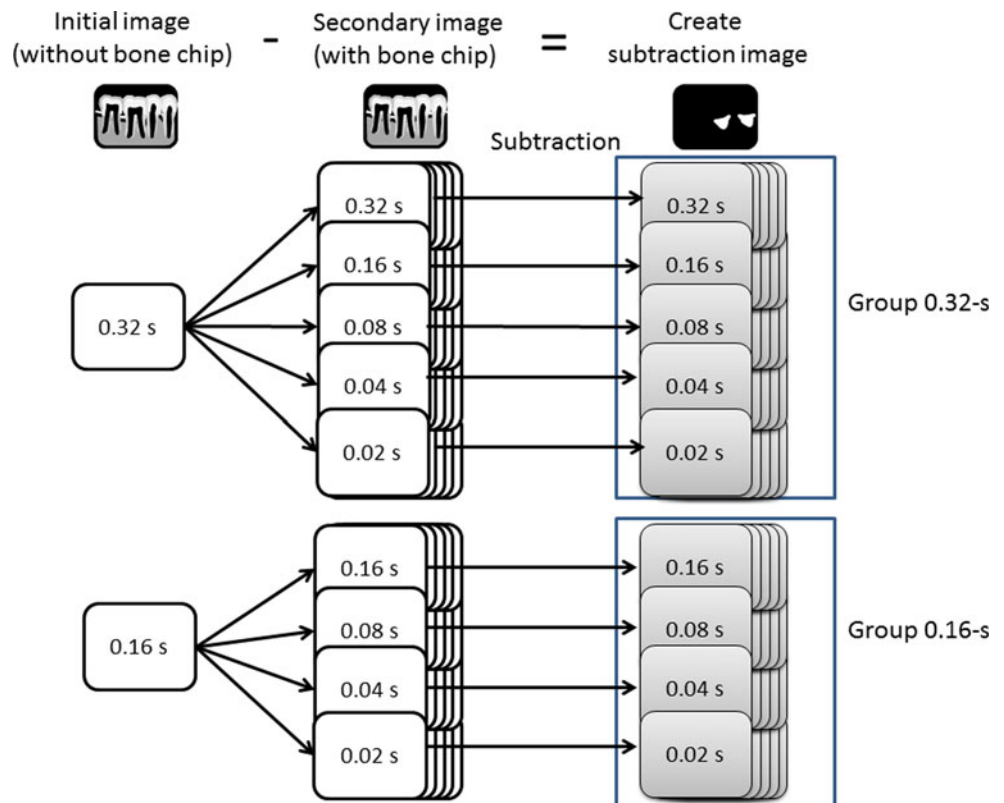 Initial image
(without bone chip)
-
Secondary image
(with bone chip)
=
Create
subtraction image
Subtraction
0.32 s
0.32 s
0.16 s
0.08 s
0.04 s
0.02 s
0.32 s
0.16 s
0.08 s
0.04 s
0.02 s
Group 0.32-s
0.16 s
0.16 s
0.08 s
0.04 s
0.02 s
0.16 s
0.08 s
0.04 s
0.02 s
Group 0.16-s